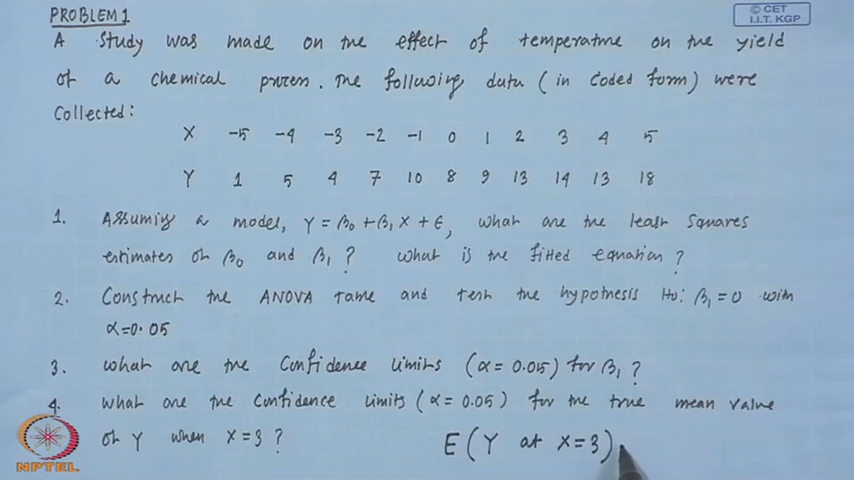 © CET
I.I.T. KGP
PROBLEM 1
A study was made on the effect of temperature on the yield
of a chemical process. The following data (in coded form) were
Collected:
X -5 -4 -3 -2 -1 0 1 2 3 4 5
Y 1 5 4 7 10 8 9 13 14 13 18
1. Assuming a model, Y = β₀ + β₁ X + ϵ, what are the least squares
estimates of β₀ and β₁ ? what is the fitted equation ?
2. Construct the ANOVA table and test the hypothesis H₀: β₁ = 0 with
α=0.05
3. what are the confidence limits (α = 0.05) for β₁ ?
4. what are the confidence limits (α = 0.05) for the true mean value
of Y when X = 3 ? E(Y at X=3)
NPTEL